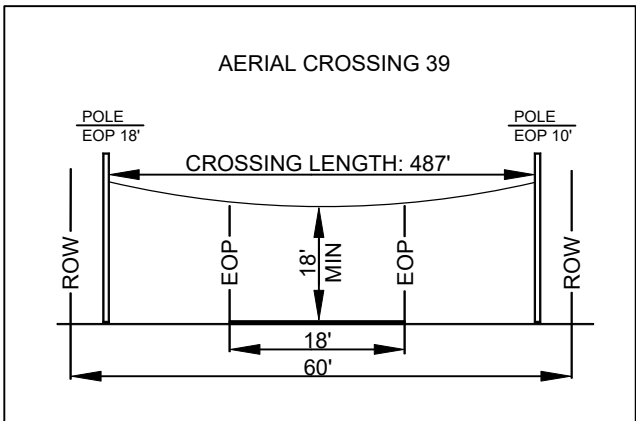 AERIAL CROSSING 39
POLE
EOP 18'
POLE
EOP 10'
CROSSING LENGTH: 487'
ROW
EOP
18'
MIN
EOP
ROW
18'
60'